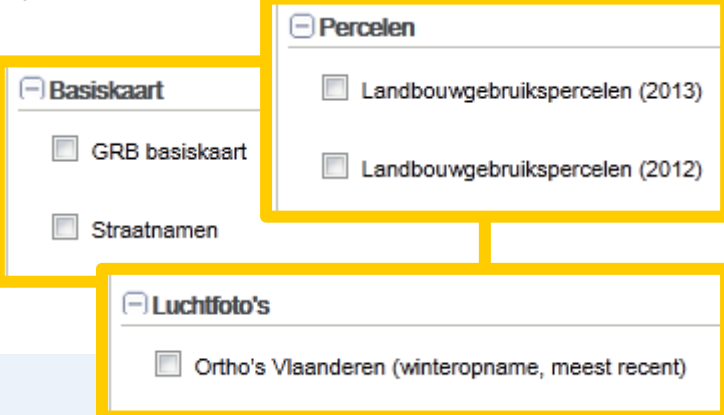 Percelen
Landbouwgebruikspercelen (2013)
Landbouwgebruikspercelen (2012)
Basiskaart
GRB basiskaart
Straatnamen
Luchtfoto's
Ortho's Vlaanderen (winteropname, meest recent)